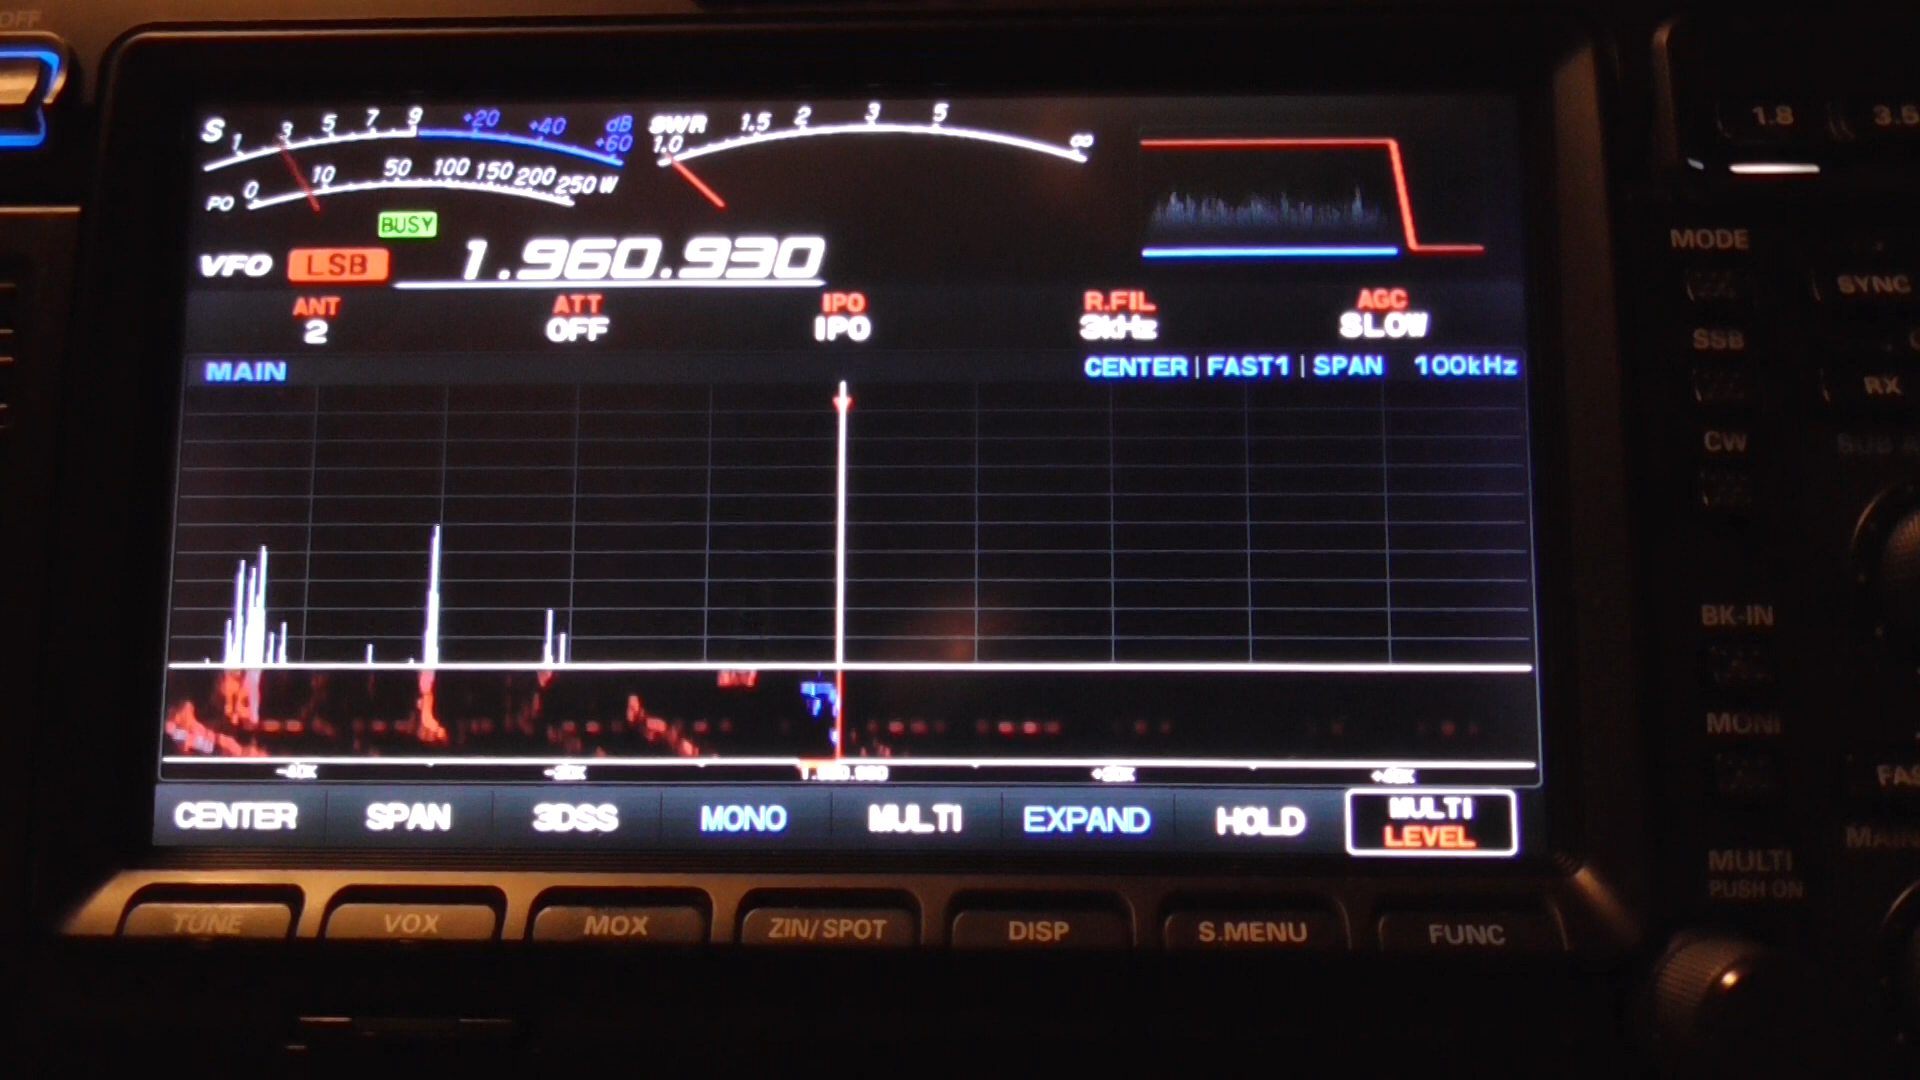 OFF
S 1 3 5 7 9 +20 +40 dB +60
SWR 1.0 1.5 2 3 5 ∞
PO 0 10 50 100 150 200 250 W
BUSY
VFO LSB 1.960.930
ANT ATT IPO R.FIL AGC
2 OFF IPO 3kHz SLOW
MAIN CENTER | FAST1 | SPAN 100kHz
CENTER SPAN 3DSS MONO MULTI EXPAND HOLD MULTI
LEVEL
TUNE VOX MOX ZIN/SPOT DISP S.MENU FUNC
1.8 3.5
MODE
SYNC
SSB
RX
CW
BK-IN
MONI
MULTI
PUSH ON